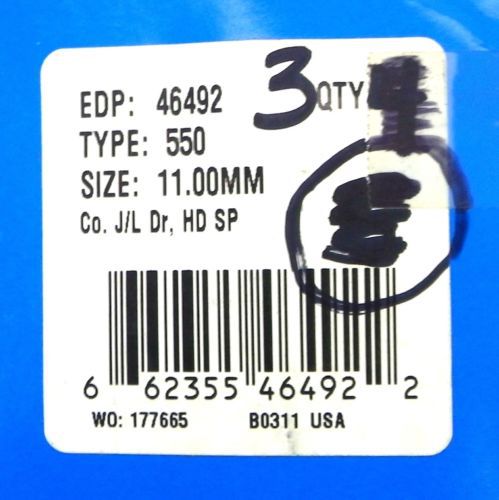 EDP: 46492 3 QTY
TYPE: 550
SIZE: 11.00MM
Co. J/L Dr, HD SP
6 62355 46492 2
WO: 177665 B0311 USA